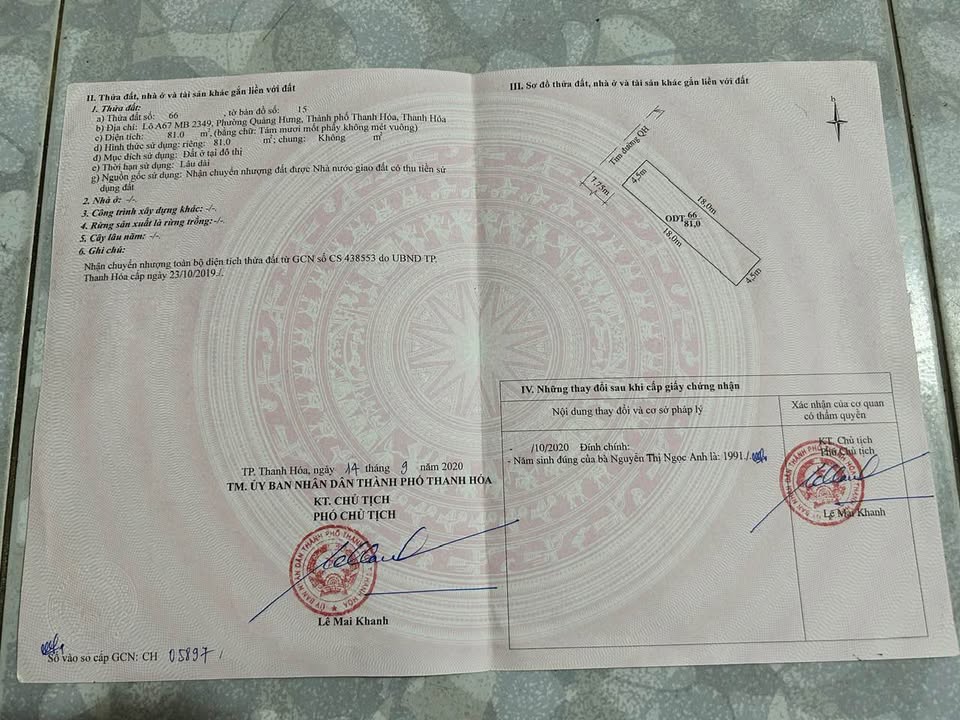 II. Thửa đất, nhà ở và tài sản khác gắn liền với đất
1. Thửa đất:
a) Thửa đất số: 66 , tờ bản đồ số: 15
b) Địa chỉ: Lô A67 MB 2349, Phường Quảng Hưng, Thành phố Thanh Hóa, Thanh Hóa
c) Diện tích: 81.0 m², (bằng chữ: Tám mươi mốt phẩy không mét vuông)
d) Hình thức sử dụng: riêng: 81.0 m²; chung: Không m²
đ) Mục đích sử dụng: Đất ở tại đô thị
e) Thời hạn sử dụng: Lâu dài
g) Nguồn gốc sử dụng: Nhận chuyển nhượng đất được Nhà nước giao đất có thu tiền sử
dụng đất
2. Nhà ở: -/-.
3. Công trình xây dựng khác: -/-.
4. Rừng sản xuất là rừng trồng:-/-.
5. Cây lâu năm: -/-.
6. Ghi chú:
Nhận chuyển nhượng toàn bộ diện tích thửa đất từ GCN số CS 438553 do UBND TP.
Thanh Hóa cấp ngày 23/10/2019./.
TP. Thanh Hóa, ngày 14 tháng 9 năm 2020
TM. ỦY BAN NHÂN DÂN THÀNH PHỐ THANH HÓA
KT. CHỦ TỊCH
PHÓ CHỦ TỊCH
Lê Mai Khanh
Số vào sổ cấp GCN: CH 05897
III. Sơ đồ thửa đất, nhà ở và tài sản khác gắn liền với đất
h
Tim đường QH
7.75m
4,5m
18,0m
ODT 66
81,0
18,0m
4,5m
IV. Những thay đổi sau khi cấp giấy chứng nhận
Nội dung thay đổi và cơ sở pháp lý
Xác nhận của cơ quan
có thẩm quyền
/10/2020 Đính chính:
- Năm sinh đúng của bà Nguyễn Thị Ngọc Anh là: 1991./.
KT. Chủ tịch
Phó Chủ tịch
Lê Mai Khanh